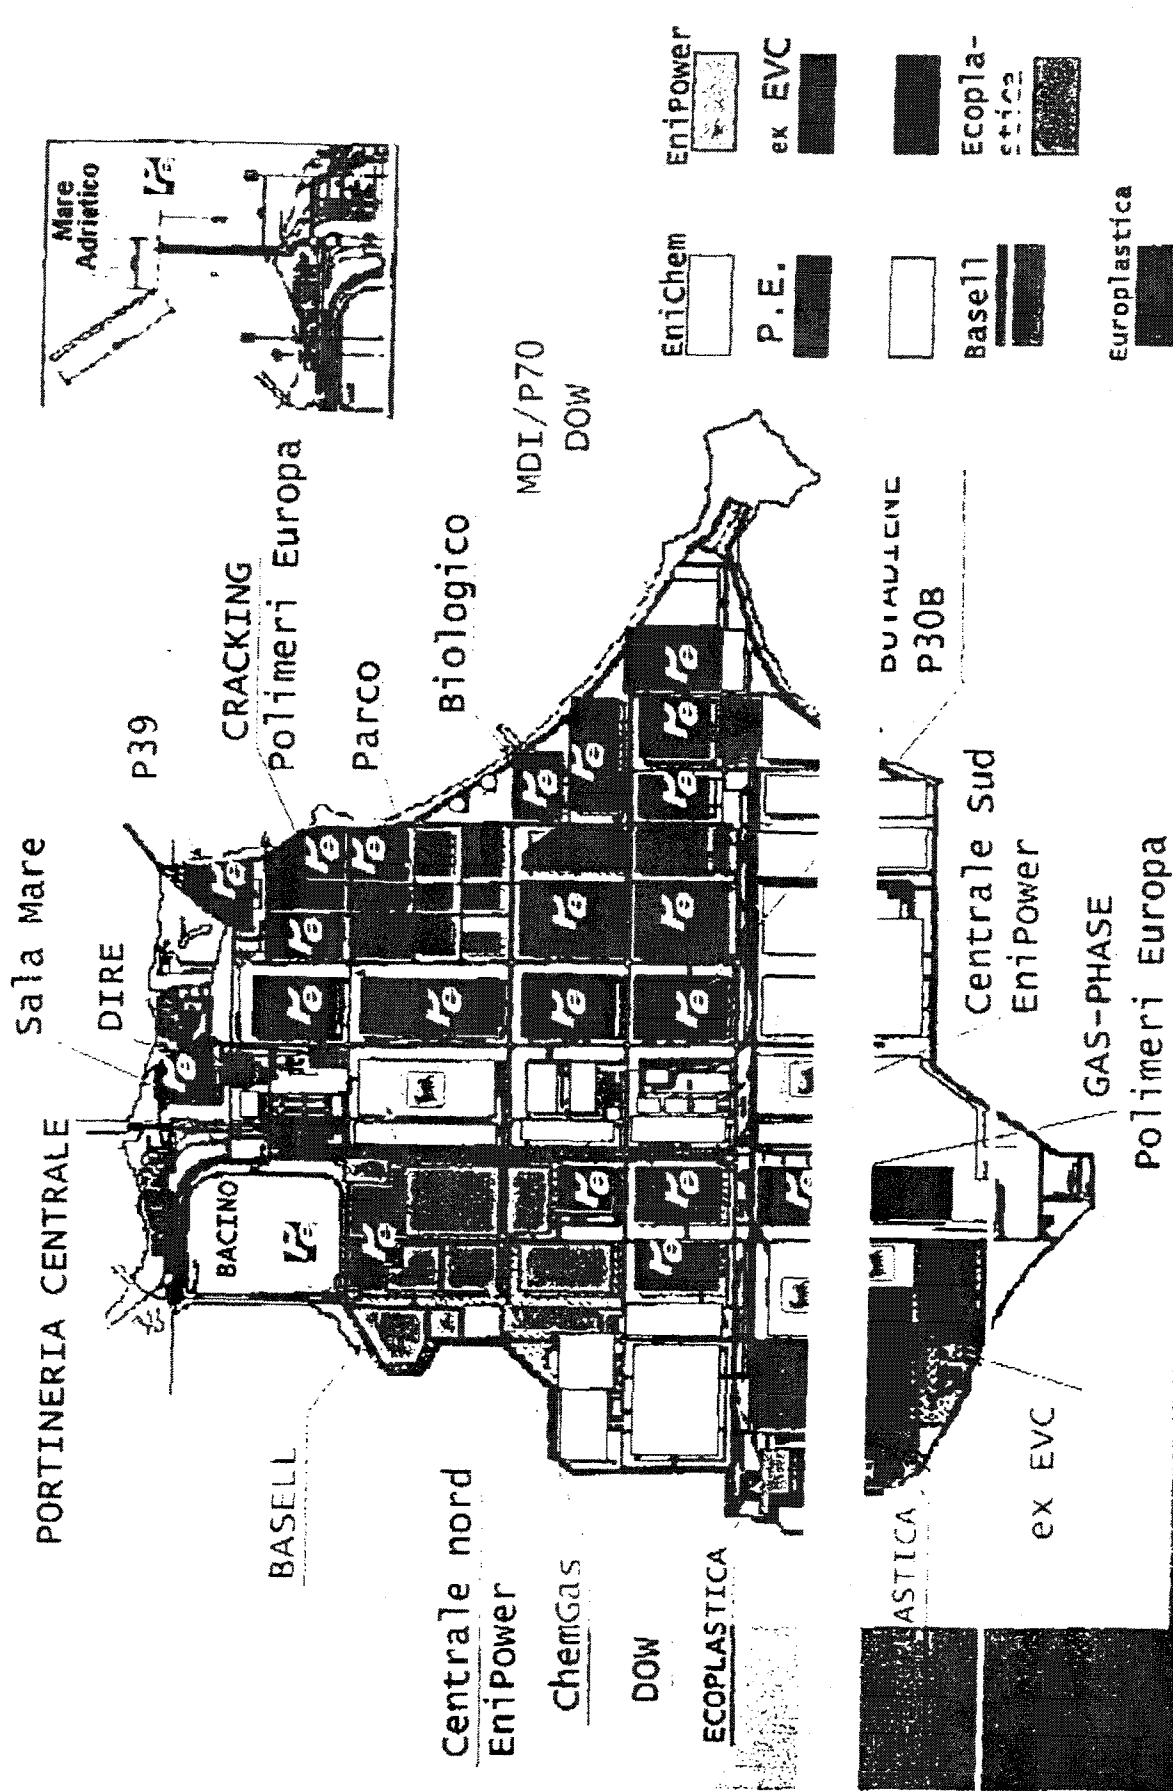 PORTINERIA CENTRALE
Sala Mare
DIRE
P39
CRACKING
Polimeri Europa
Parco
Biologico
MDI/P70
DOW
Mare
Adriatico
BACINO
BASELL
Centrale nord
EniPower
ChemGas
DOW
ECOPLASTICA
ASTICA
ex EVC
GAS-PHASE
Polimeri Europa
Centrale Sud
EniPower
BUTADIENE
P30B
EniChem
EniPower
P.E.
ex EVC
Basell
Ecopla-
stica
Europlastica